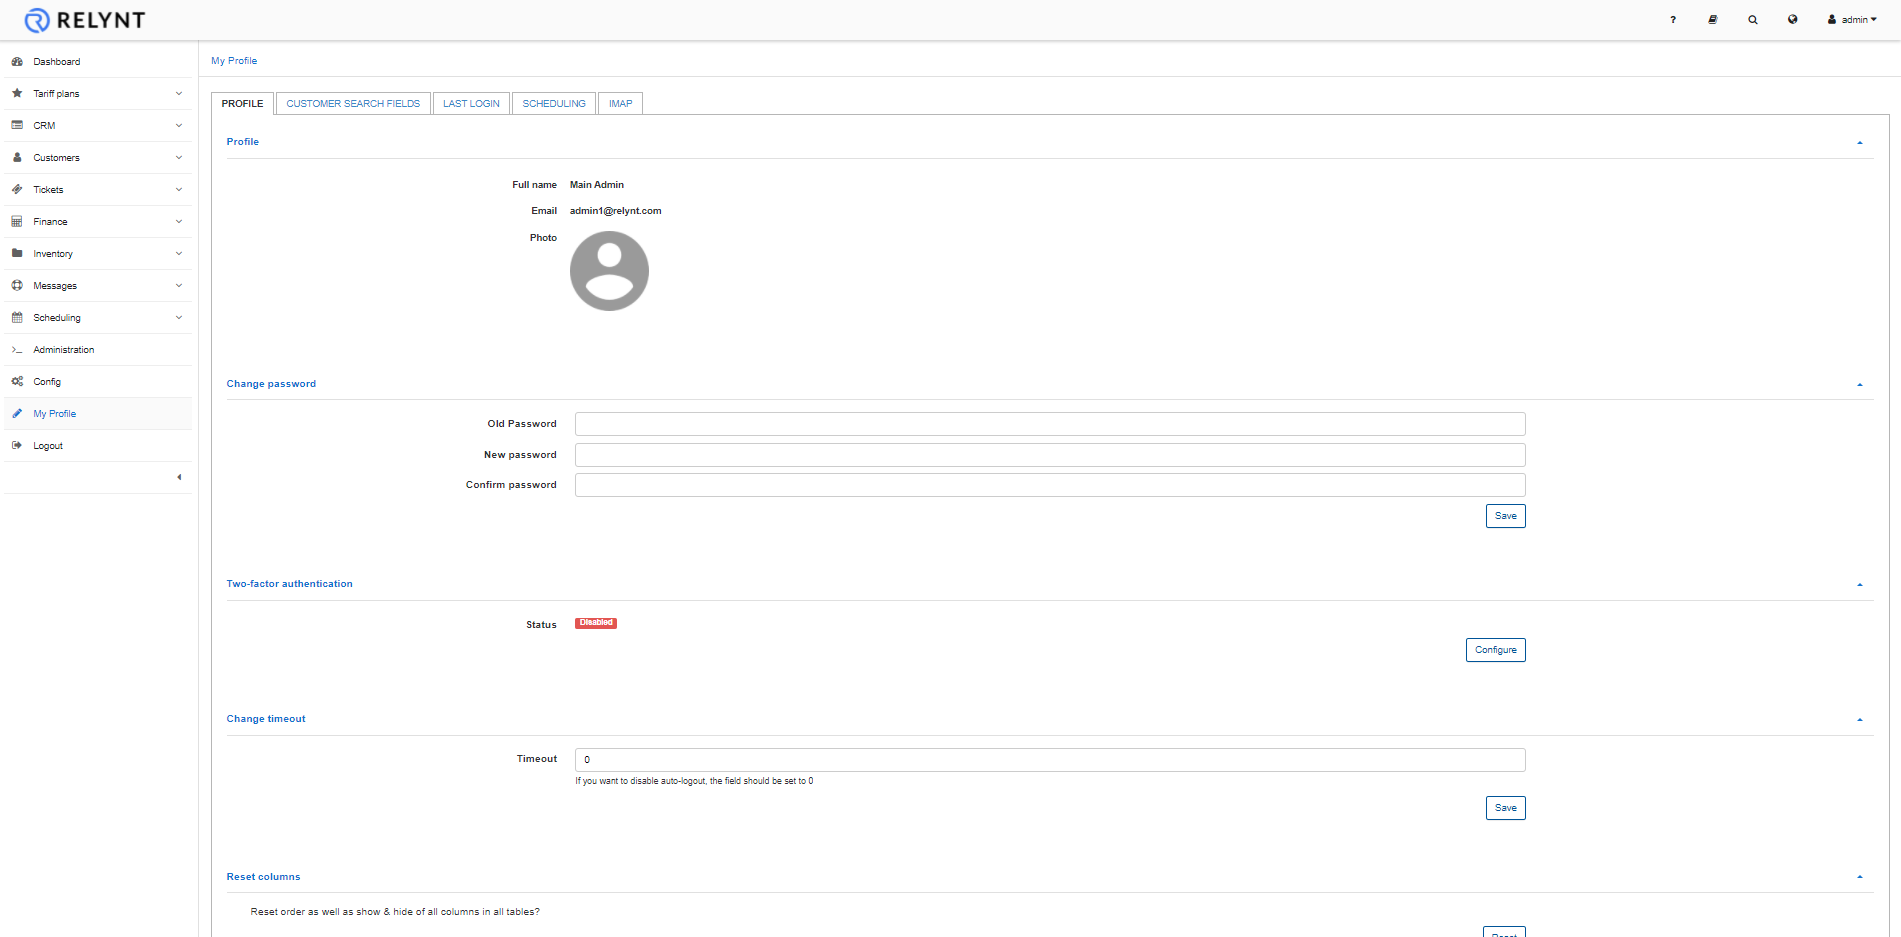 RELYNT
? admin
Dashboard
Tariff plans
CRM
Customers
Tickets
Finance
Inventory
Messages
Scheduling
Administration
Config
My Profile
Logout
My Profile
PROFILE CUSTOMER SEARCH FIELDS LAST LOGIN SCHEDULING IMAP
Profile
Full name Main Admin
Email admin1@relynt.com
Photo
Change password
Old Password
New password
Confirm password
Save
Two-factor authentication
Status Disabled
Configure
Change timeout
Timeout 0
If you want to disable auto-logout, the field should be set to 0
Save
Reset columns
Reset order as well as show & hide of all columns in all tables?
Reset